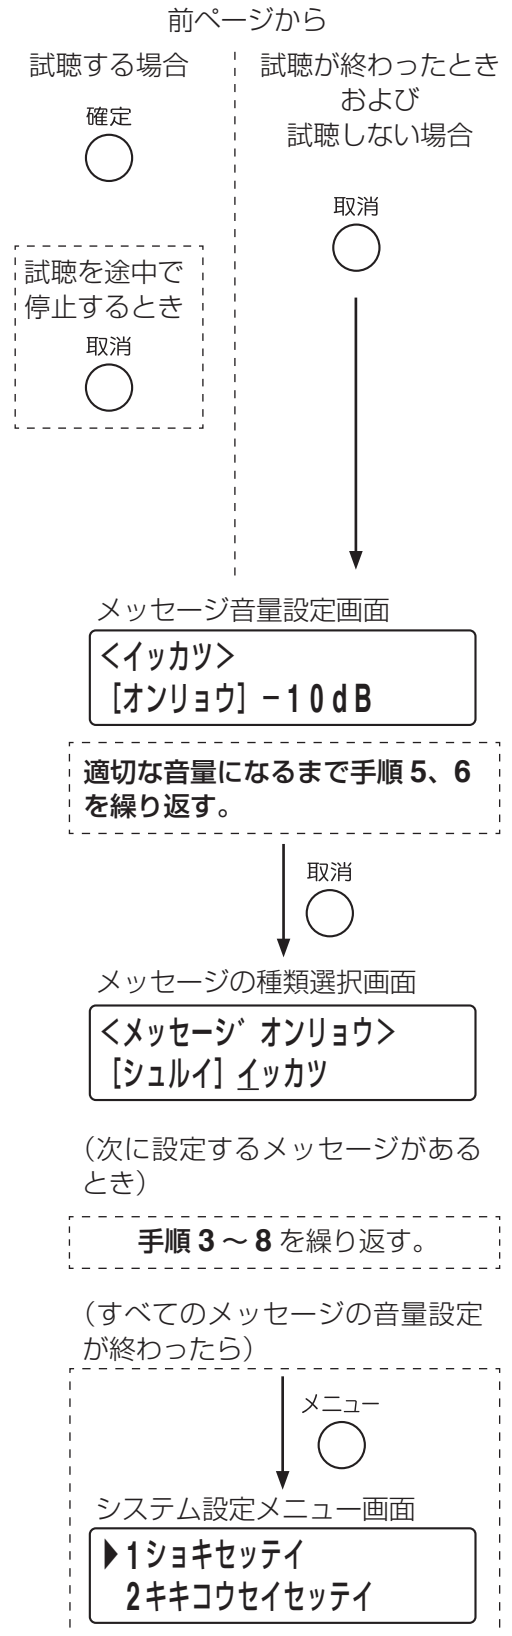 前ページから
試聴する場合
確定
試聴を途中で
停止するとき
取消
試聴が終わったとき
および
試聴しない場合
取消
メッセージ音量設定画面
<イッカツ>
[オンリョウ] −10dB
適切な音量になるまで手順 5、6
を繰り返す。
取消
メッセージの種類選択画面
<メッセージ オンリョウ>
[シュルイ] イッカツ
(次に設定するメッセージがある
とき)
手順 3 〜 8 を繰り返す。
(すべてのメッセージの音量設定
が終わったら)
メニュー
システム設定メニュー画面
▶1ショキセッテイ
2キキコウセイセッテイ